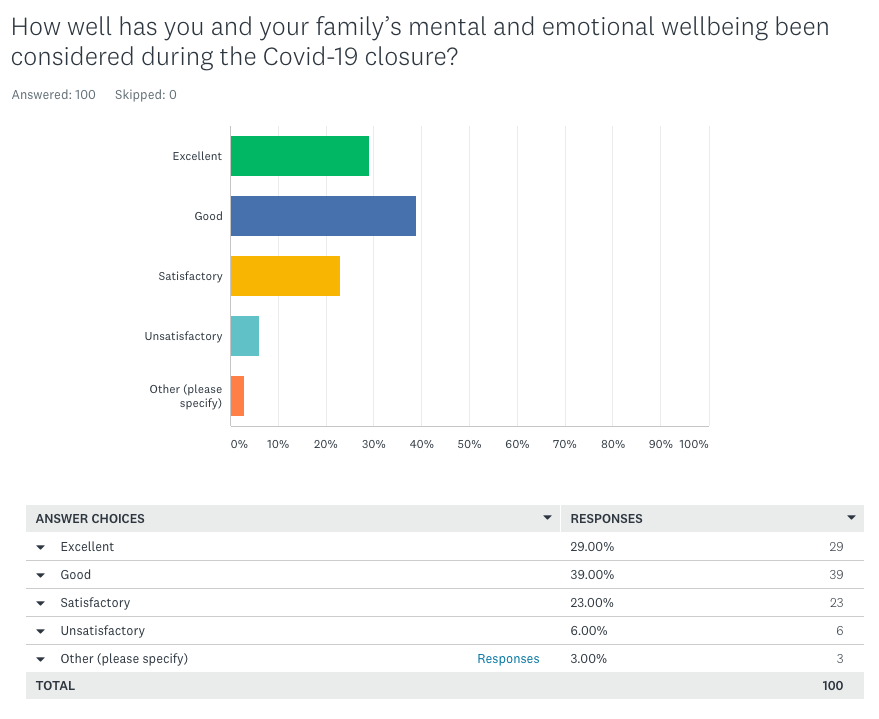 How well has you and your family’s mental and emotional wellbeing been
considered during the Covid-19 closure?
Answered: 100 Skipped: 0
Excellent
Good
Satisfactory
Unsatisfactory
Other (please
specify)
0% 10% 20% 30% 40% 50% 60% 70% 80% 90% 100%
ANSWER CHOICES RESPONSES
Excellent 29.00% 29
Good 39.00% 39
Satisfactory 23.00% 23
Unsatisfactory 6.00% 6
Other (please specify) Responses 3.00% 3
TOTAL 100